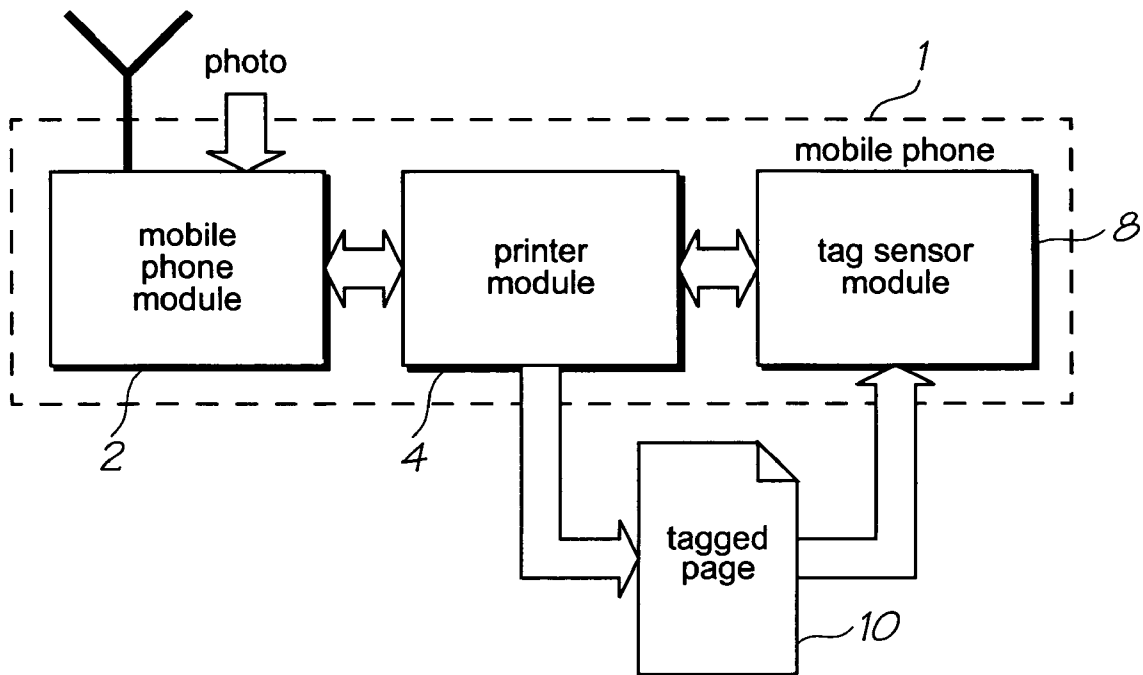 photo
1
mobile phone
mobile
phone
module
printer
module
tag sensor
module
8
2
4
tagged
page
10